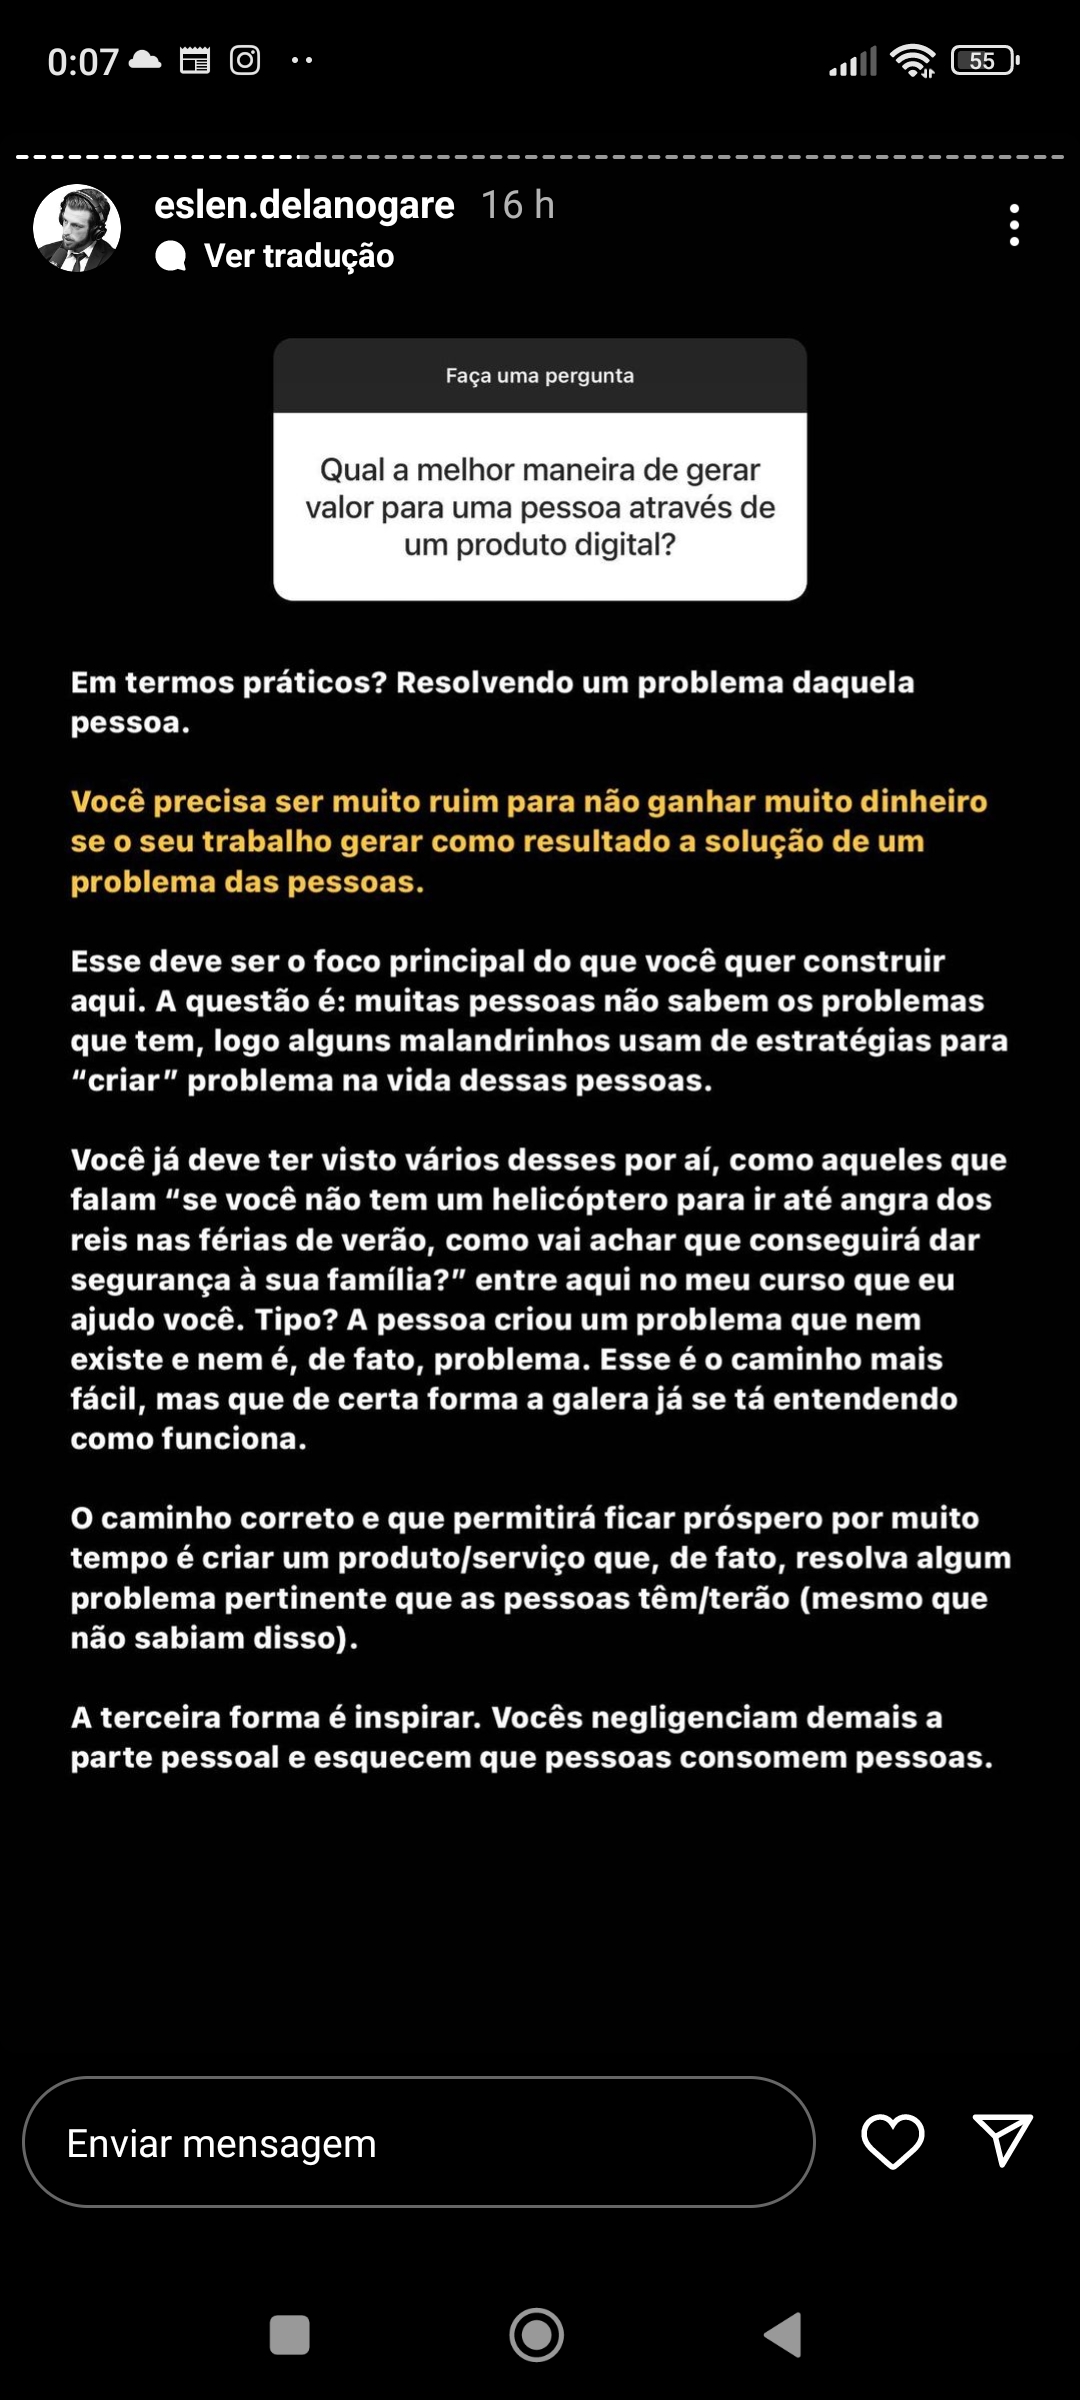 0:07
55
eslen.delanogare 16 h
Ver tradução
Faça uma pergunta
Qual a melhor maneira de gerar
valor para uma pessoa através de
um produto digital?
Em termos práticos? Resolvendo um problema daquela
pessoa.
Você precisa ser muito ruim para não ganhar muito dinheiro
se o seu trabalho gerar como resultado a solução de um
problema das pessoas.
Esse deve ser o foco principal do que você quer construir
aqui. A questão é: muitas pessoas não sabem os problemas
que tem, logo alguns malandrinhos usam de estratégias para
“criar” problema na vida dessas pessoas.
Você já deve ter visto vários desses por aí, como aqueles que
falam “se você não tem um helicóptero para ir até angra dos
reis nas férias de verão, como vai achar que conseguirá dar
segurança à sua família?” entre aqui no meu curso que eu
ajudo você. Tipo? A pessoa criou um problema que nem
existe e nem é, de fato, problema. Esse é o caminho mais
fácil, mas que de certa forma a galera já se tá entendendo
como funciona.
O caminho correto e que permitirá ficar próspero por muito
tempo é criar um produto/serviço que, de fato, resolva algum
problema pertinente que as pessoas têm/terão (mesmo que
não sabiam disso).
A terceira forma é inspirar. Vocês negligenciam demais a
parte pessoal e esquecem que pessoas consomem pessoas.
Enviar mensagem